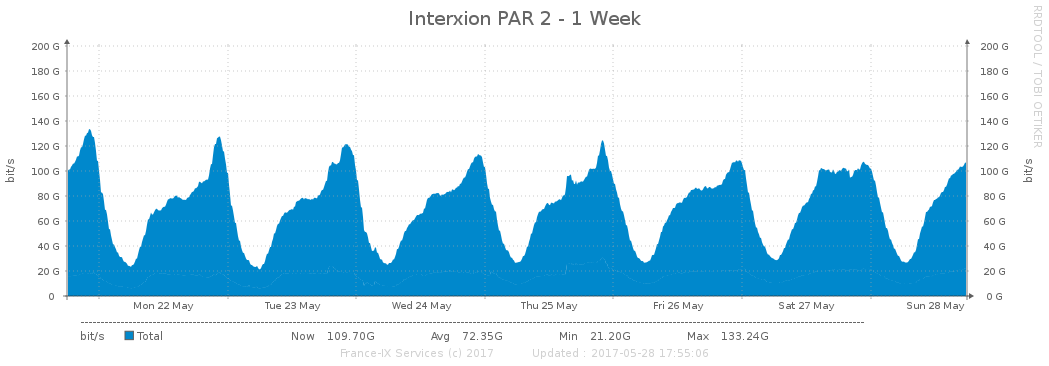 Interxion PAR 2 - 1 Week
RRDTOOL / TOBI OETIKER
200 G 200 G
180 G 180 G
160 G 160 G
140 G 140 G
120 G 120 G
100 G 100 G
80 G 80 G
60 G 60 G
40 G 40 G
20 G 20 G
0 0 G
bit/s bit/s
Mon 22 May Tue 23 May Wed 24 May Thu 25 May Fri 26 May Sat 27 May Sun 28 May
bit/s Total Now 109.70G Avg 72.35G Min 21.20G Max 133.24G
France-IX Services (c) 2017 Updated : 2017-05-28 17:55:06